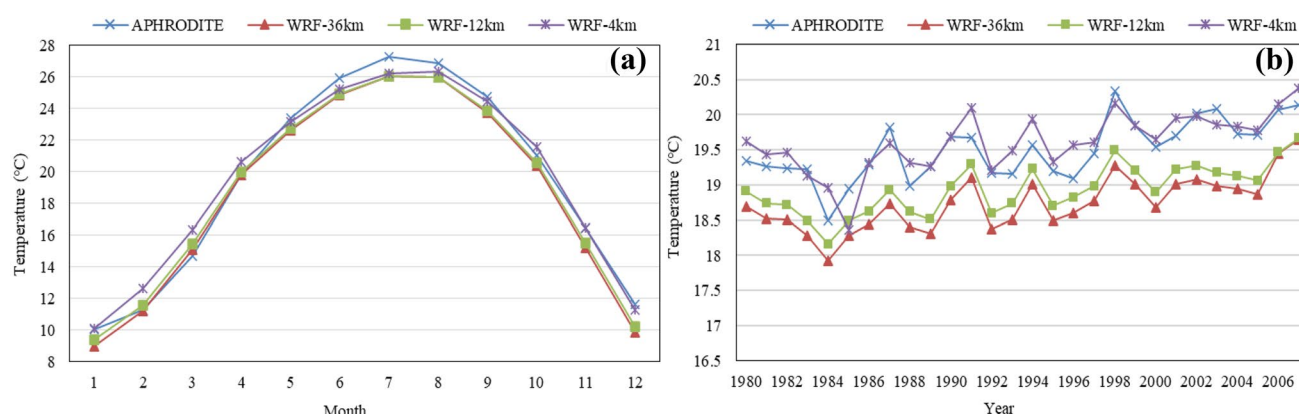 APHRODITE WRF-36km WRF-12km WRF-4km
28
26
24
22
20
18
16
14
12
10
8
Temperature (°C)
(a)
1 2 3 4 5 6 7 8 9 10 11 12
Month
APHRODITE WRF-36km WRF-12km WRF-4km
21
20.5
20
19.5
19
18.5
18
17.5
17
16.5
Temperature (°C)
(b)
1980 1982 1984 1986 1988 1990 1992 1994 1996 1998 2000 2002 2004 2006
Year